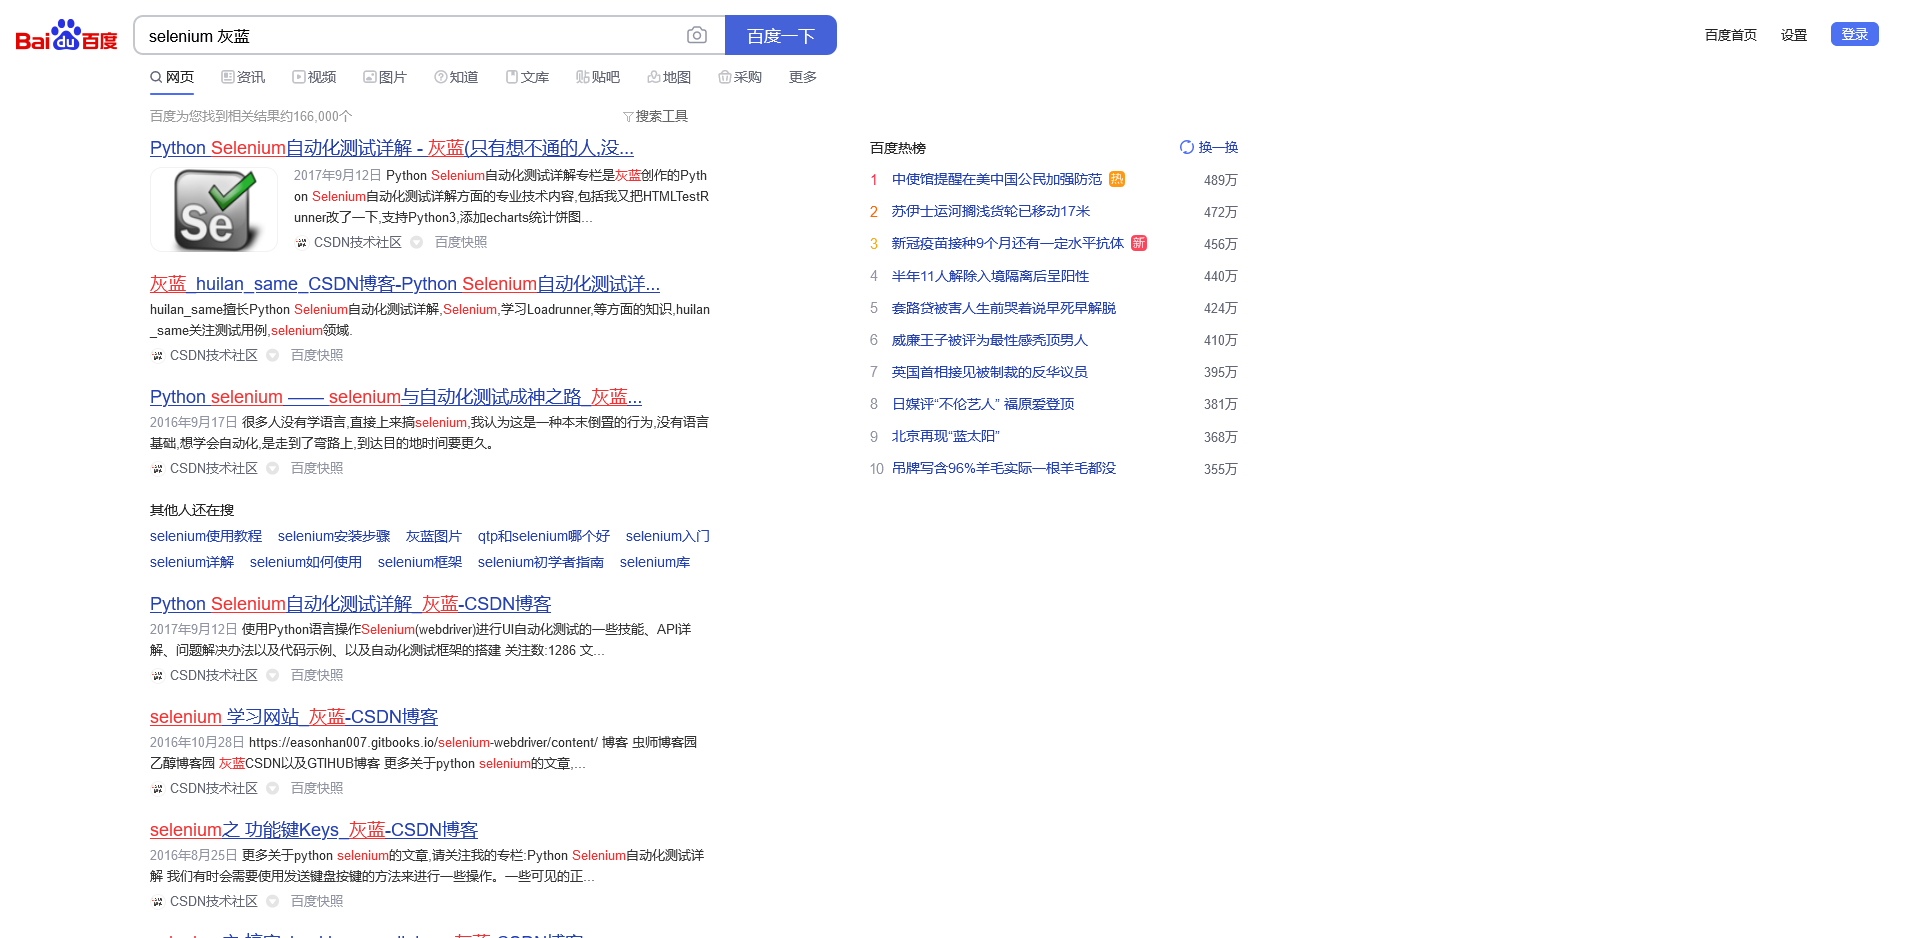 Bai du 百度 selenium 灰蓝 百度一下 百度首页 设置 登录
网页 资讯 视频 图片 知道 文库 贴吧 地图 采购 更多
百度为您找到相关结果约166,000个 搜索工具
Python Selenium自动化测试详解 - 灰蓝(只有想不通的人,没...
Se
2017年9月12日 Python Selenium自动化测试详解专栏是灰蓝创作的Pyth
on Selenium自动化测试详解方面的专业技术内容,包括我又把HTMLTestR
unner改了一下,支持Python3,添加echarts统计饼图...
CSDN技术社区 百度快照
灰蓝_huilan_same_CSDN博客-Python Selenium自动化测试详...
huilan_same擅长Python Selenium自动化测试详解,Selenium,学习Loadrunner,等方面的知识,huilan
_same关注测试用例,selenium领域.
CSDN技术社区 百度快照
Python selenium —— selenium与自动化测试成神之路_灰蓝...
2016年9月17日 很多人没有学语言,直接上来搞selenium,我认为这是一种本末倒置的行为,没有语言
基础,想学会自动化,是走到了弯路上,到达目的地时间要更久。
CSDN技术社区 百度快照
其他人还在搜
selenium使用教程 selenium安装步骤 灰蓝图片 qtp和selenium哪个好 selenium入门
selenium详解 selenium如何使用 selenium框架 selenium初学者指南 selenium库
Python Selenium自动化测试详解_灰蓝-CSDN博客
2017年9月12日 使用Python语言操作Selenium(webdriver)进行UI自动化测试的一些技能、API详
解、问题解决办法以及代码示例、以及自动化测试框架的搭建 关注数:1286 文...
CSDN技术社区 百度快照
selenium 学习网站_灰蓝-CSDN博客
2016年10月28日 https://easonhan007.gitbooks.io/selenium-webdriver/content/ 博客 虫师博客园
乙醇博客园 灰蓝CSDN以及GTIHUB博客 更多关于python selenium的文章,...
CSDN技术社区 百度快照
selenium之 功能键Keys_灰蓝-CSDN博客
2016年8月25日 更多关于python selenium的文章,请关注我的专栏:Python Selenium自动化测试详
解 我们有时会需要使用发送键盘按键的方法来进行一些操作。一些可见的正...
CSDN技术社区 百度快照
百度热榜 换一换
1 中使馆提醒在美中国公民加强防范 热 489万
2 苏伊士运河搁浅货轮已移动17米 472万
3 新冠疫苗接种9个月还有一定水平抗体 新 456万
4 半年11人解除入境隔离后呈阳性 440万
5 套路贷被害人生前哭着说早死早解脱 424万
6 威廉王子被评为最性感秃顶男人 410万
7 英国首相接见被制裁的反华议员 395万
8 日媒评“不伦艺人” 福原爱登顶 381万
9 北京再现“蓝太阳” 368万
10 吊牌写含96%羊毛实际一根羊毛都没 355万